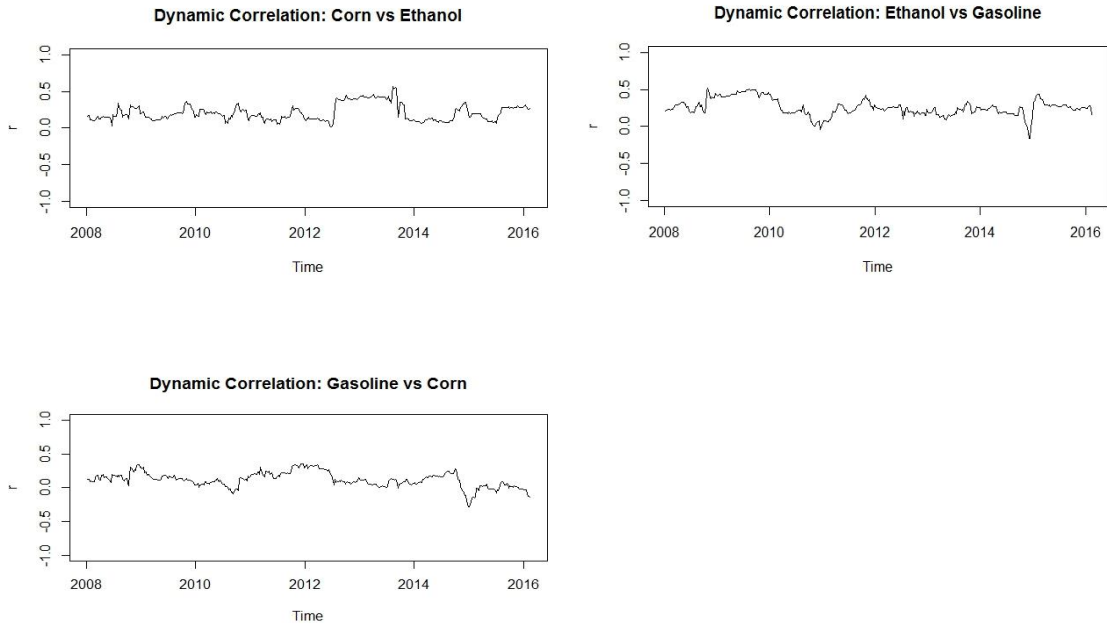 Dynamic Correlation: Corn vs Ethanol
r
1.0
0.5
0.0
-0.5
-1.0
2008 2010 2012 2014 2016
Time
Dynamic Correlation: Ethanol vs Gasoline
r
1.0
0.5
0.0
-0.5
-1.0
2008 2010 2012 2014 2016
Time
Dynamic Correlation: Gasoline vs Corn
r
1.0
0.5
0.0
-0.5
-1.0
2008 2010 2012 2014 2016
Time